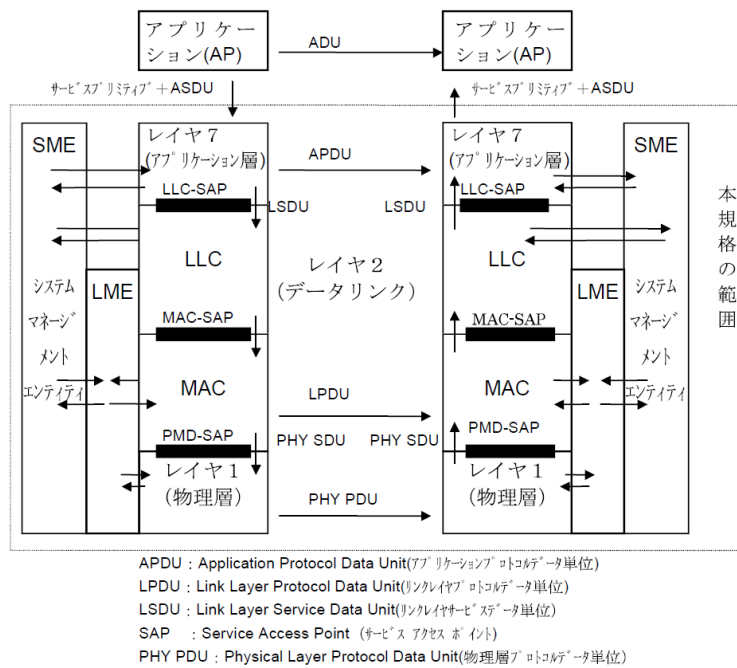 アプリケー
ション(AP)
ADU
アプリケー
ション(AP)
サービスプリミティブ+ASDU
サービスプリミティブ+ASDU
SME
レイヤ7
(アプリケーション層)
APDU
レイヤ7
(アプリケーション層)
SME
LLC-SAP
LSDU
LSDU
LLC-SAP
LLC
レイヤ2
(データリンク)
LLC
本規格の範囲
システム
マネージ
メント
エンティティ
LME
LME
システム
マネージ
メント
エンティティ
MAC-SAP
MAC-SAP
MAC
LPDU
MAC
PMD-SAP
PHY SDU
PHY SDU
PMD-SAP
レイヤ1
(物理層)
PHY PDU
レイヤ1
(物理層)
APDU:Application Protocol Data Unit(アプリケーションプロトコルデータ単位)
LPDU:Link Layer Protocol Data Unit(リンクレイヤプロトコルデータ単位)
LSDU:Link Layer Service Data Unit(リンクレイヤサービスデータ単位)
SAP :Service Access Point (サービス アクセス ポイント)
PHY PDU:Physical Layer Protocol Data Unit(物理層プロトコルデータ単位)